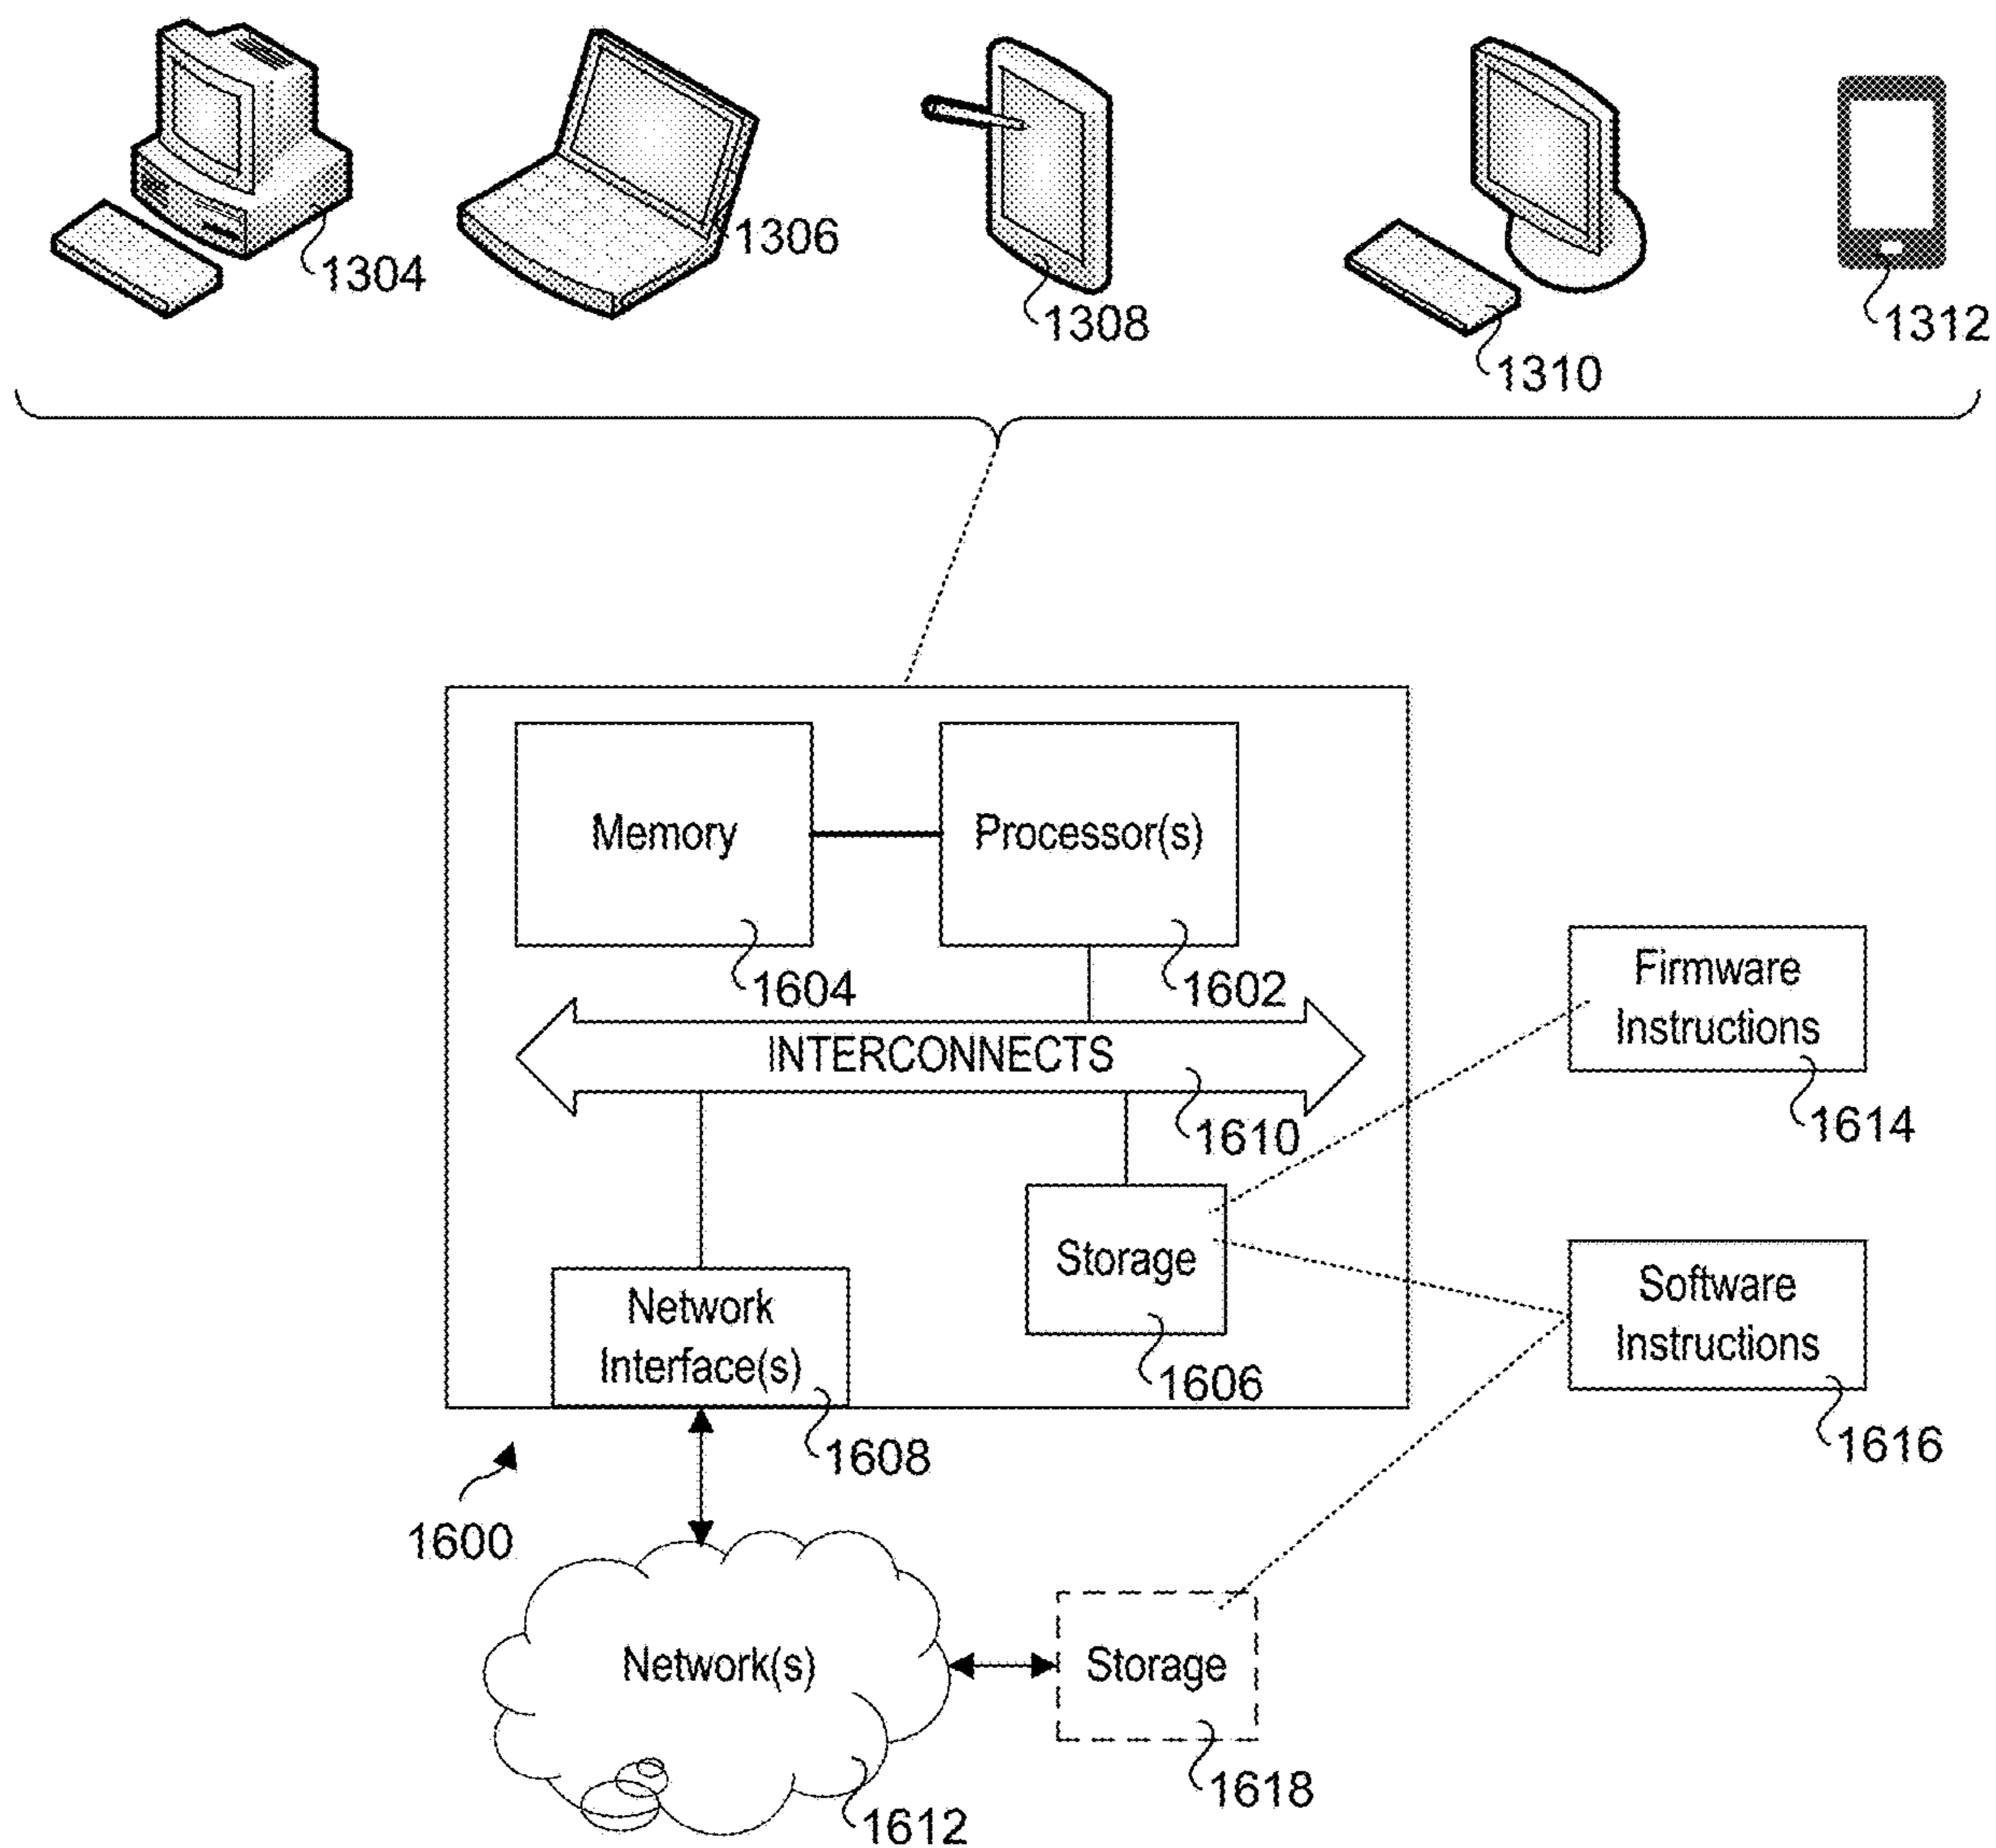 1304
1306
1308
1310
1312
Memory
Processor(s)
1604
1602
INTERCONNECTS
1610
Firmware
Instructions
1614
Storage
1606
Software
Instructions
1616
Network
Interface(s)
1608
1600
Network(s)
1612
Storage
1618